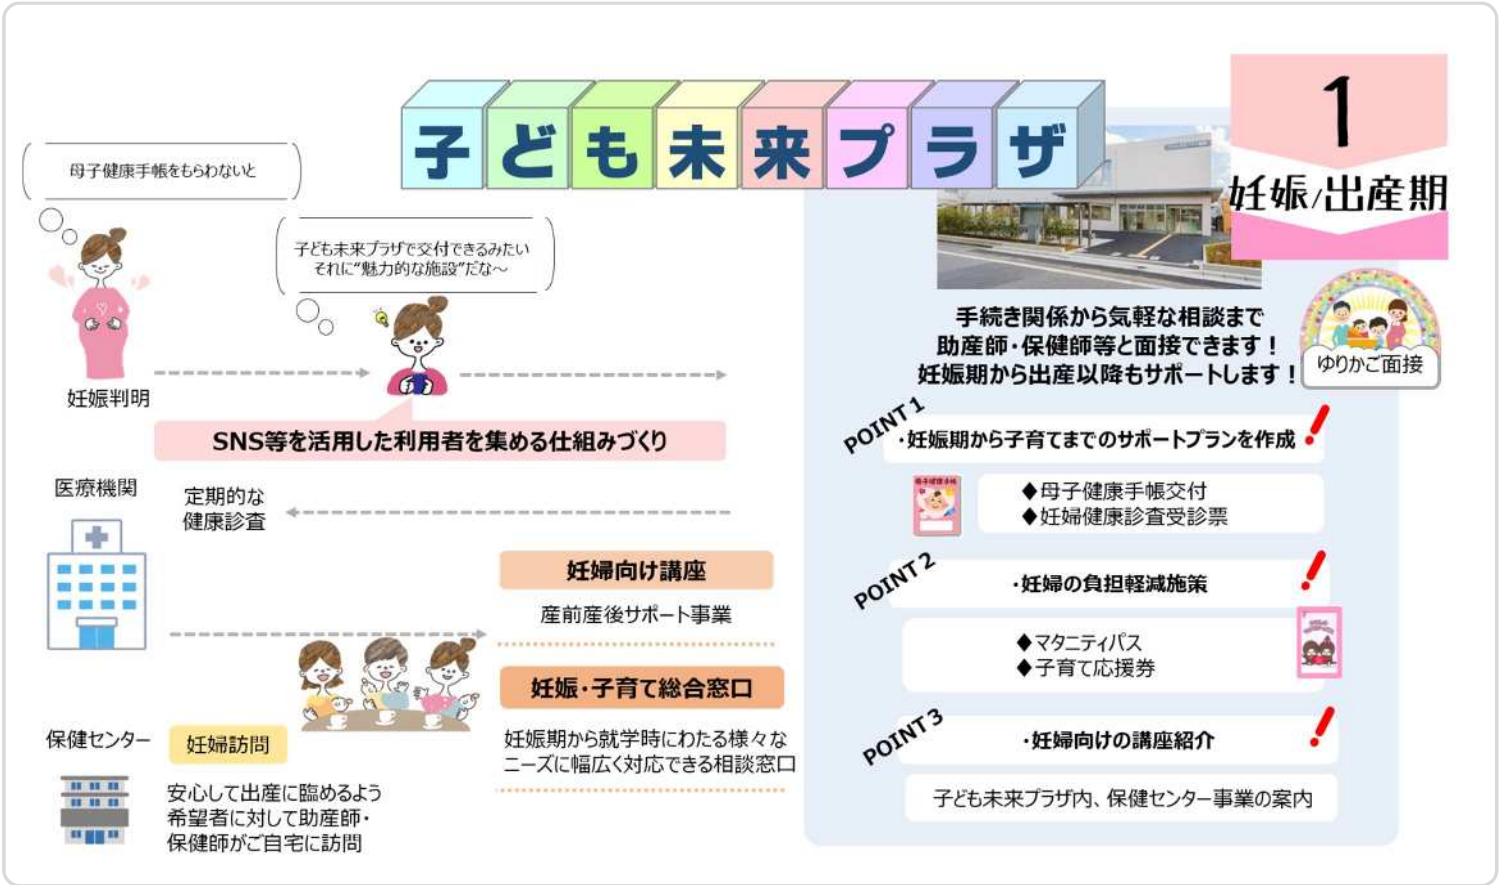 子ども未来プラザ
1
妊娠/出産期
母子健康手帳をもらわないと
子ども未来プラザで交付できるみたい
それに“魅力的な施設”だな～
妊娠判明
SNS等を活用した利用者を集める仕組みづくり
医療機関
定期的な
健康診査
妊婦向け講座
産前産後サポート事業
妊娠・子育て総合窓口
妊娠期から就学時にわたる様々な
ニーズに幅広く対応できる相談窓口
保健センター
妊婦訪問
安心して出産に臨めるよう
希望者に対して助産師・
保健師がご自宅に訪問
手続き関係から気軽な相談まで
助産師・保健師等と面接できます！
妊娠期から出産以降もサポートします！
ゆりかご面接
POINT１
・妊娠期から子育てまでのサポートプランを作成
母子健康手帳
◆母子健康手帳交付
◆妊婦健康診査受診票
POINT２
・妊婦の負担軽減施策
◆マタニティパス
◆子育て応援券
POINT３
・妊婦向けの講座紹介
子ども未来プラザ内、保健センター事業の案内